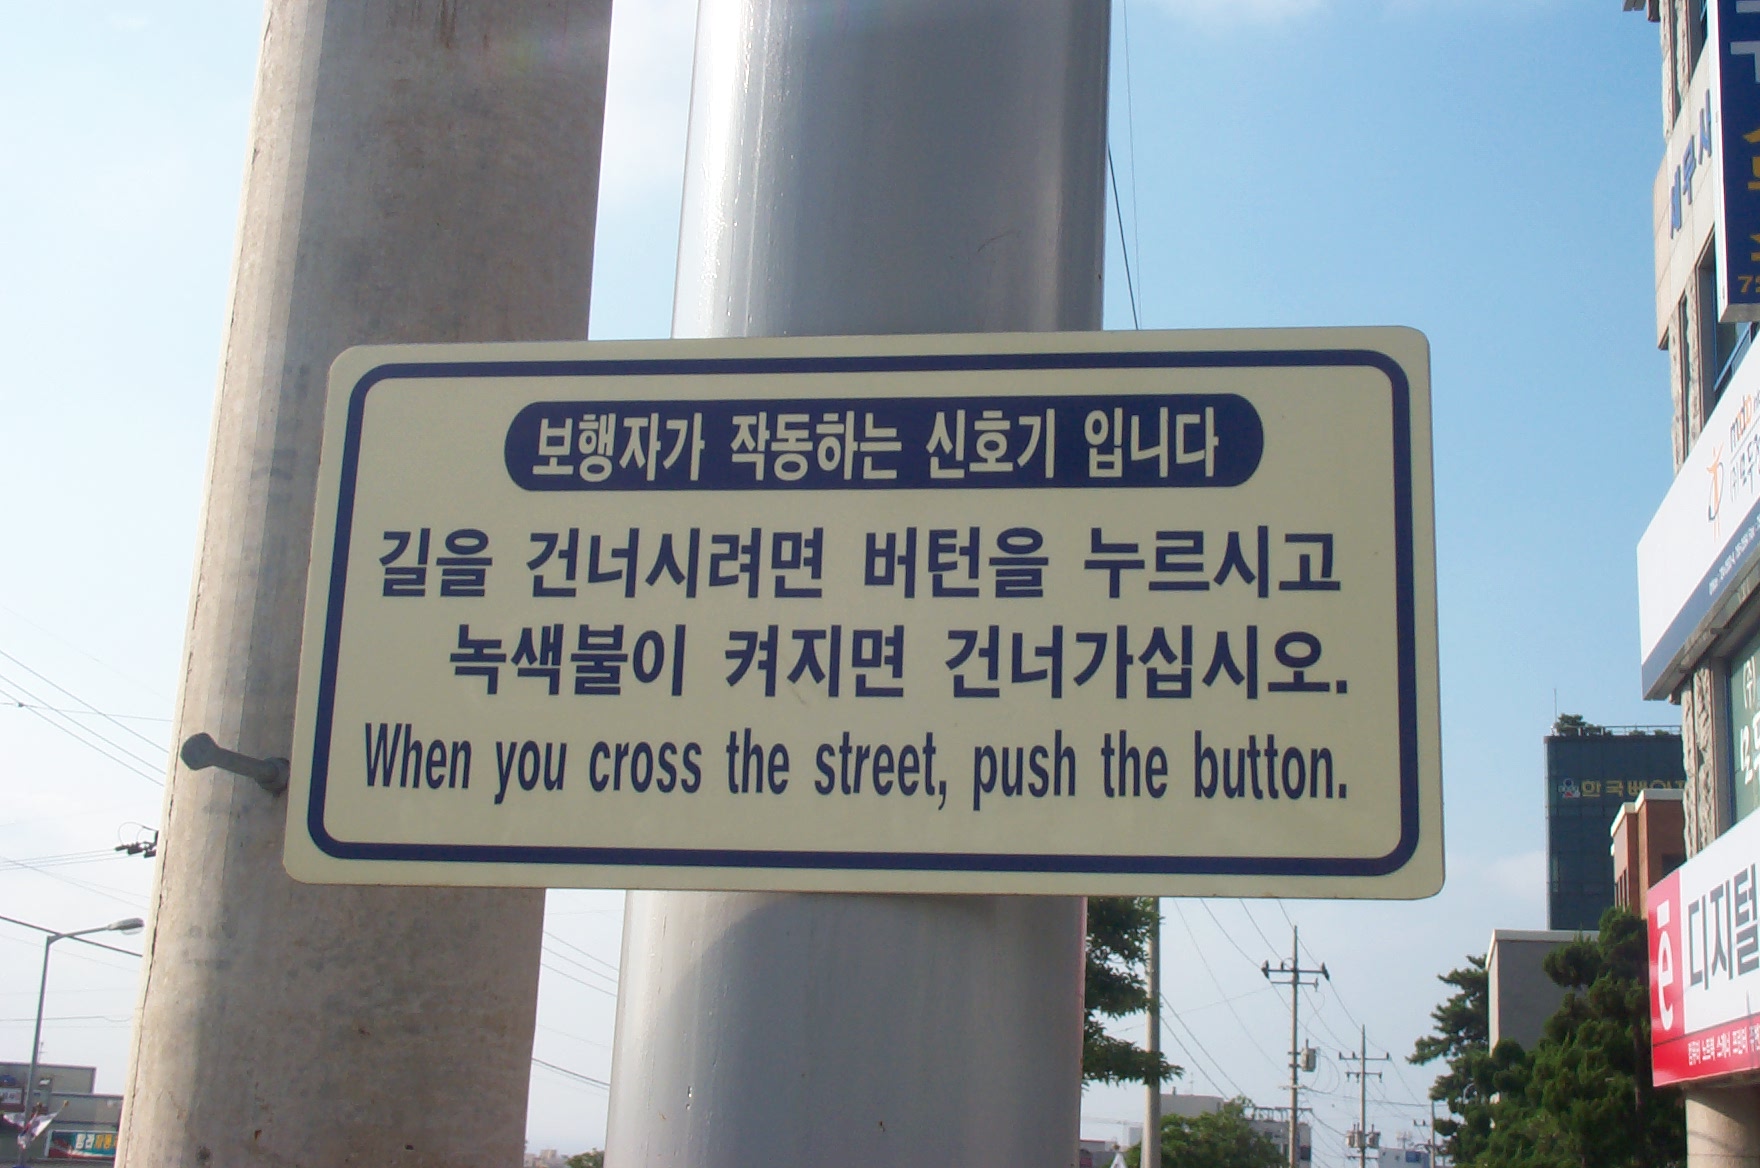 보행자가 작동하는 신호기 입니다
길을 건너시려면 버턴을 누르시고
녹색불이 켜지면 건너가십시오.
When you cross the street, push the button.
디지털